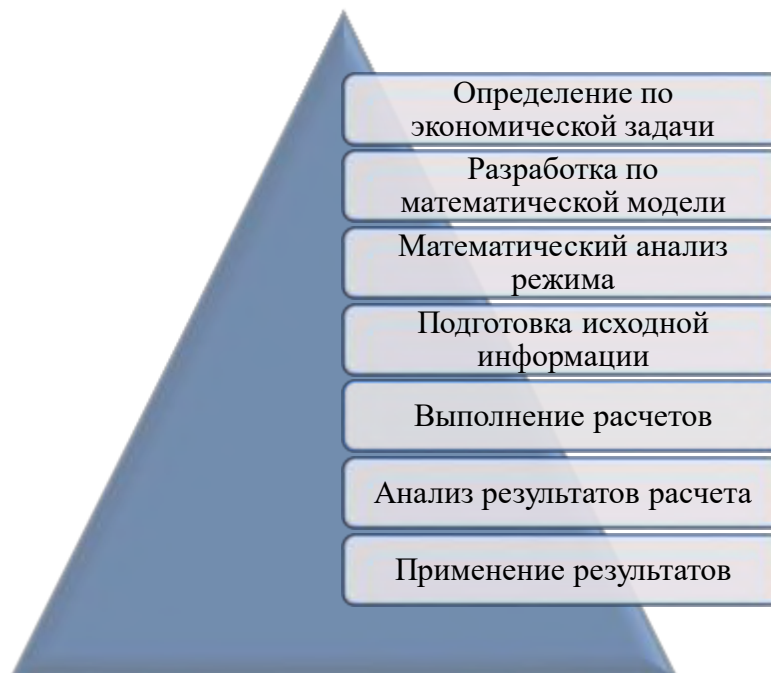 Определение по
экономической задачи
Разработка по
математической модели
Математический анализ
режима
Подготовка исходной
информации
Выполнение расчетов
Анализ результатов расчета
Применение результатов